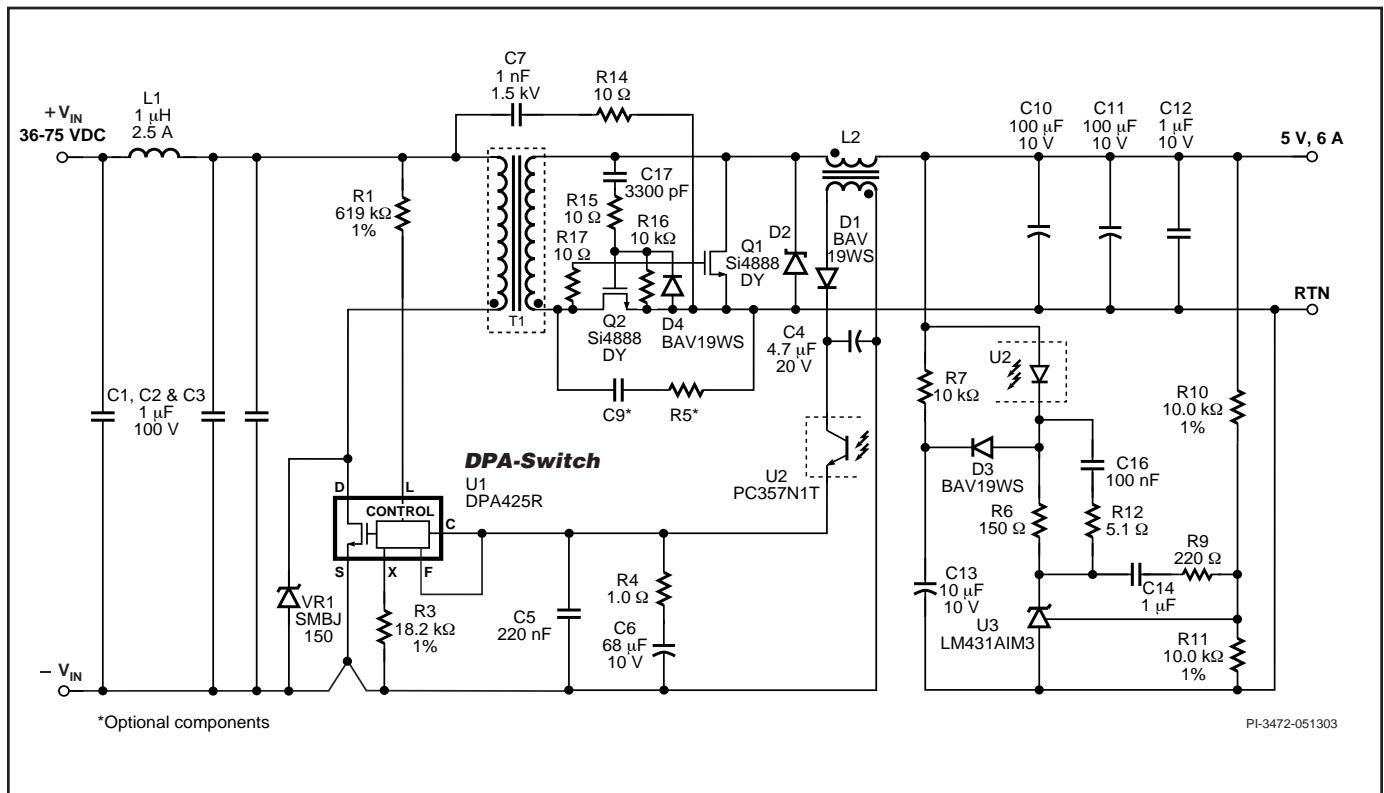 C7
1 nF
1.5 kV
R14
10 Ω
L1
1 µH
2.5 A
+ VIN
36-75 VDC
C10
100 µF
10 V
C11
100 µF
10 V
C12
1 µF
10 V
5 V, 6 A
L2
R1
619 kΩ
1%
C17
3300 pF
R15
10 Ω
R16
10 kΩ
R17
10 Ω
Q1
Si4888
DY
D2
D1
BAV
19WS
T1
Q2
Si4888
DY
D4
BAV19WS
RTN
C4
4.7 µF
20 V
U2
R7
10 kΩ
R10
10.0 kΩ
1%
C1, C2 & C3
1 µF
100 V
C9*
R5*
DPA-Switch
U1
DPA425R
U2
PC357N1T
D3
BAV19WS
C16
100 nF
R6
150 Ω
R12
5.1 Ω
D
L
CONTROL
C
S
X
F
R9
220 Ω
VR1
SMBJ
150
R3
18.2 kΩ
1%
C5
220 nF
R4
1.0 Ω
C6
68 µF
10 V
C13
10 µF
10 V
C14
1 µF
U3
LM431AIM3
R11
10.0 kΩ
1%
− VIN
*Optional components
PI-3472-051303